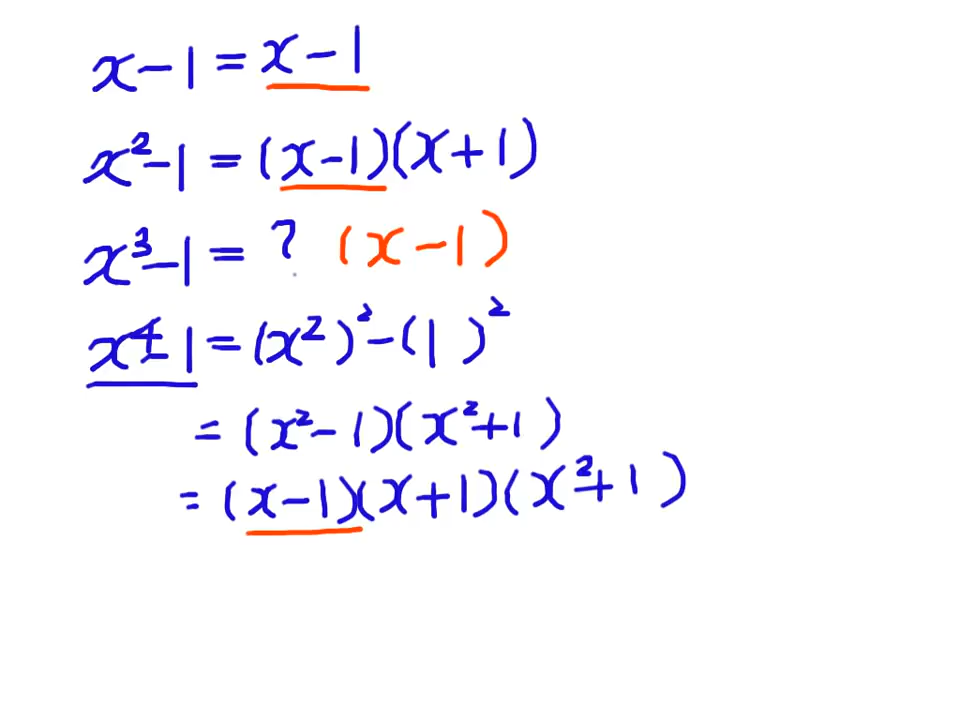 x-1 = x-1
x²-1 = (x-1)(x+1)
x³-1 = ? (x-1)
x⁴-1 = (x²)²-(1)²
= (x²-1)(x²+1)
= (x-1)(x+1)(x²+1)